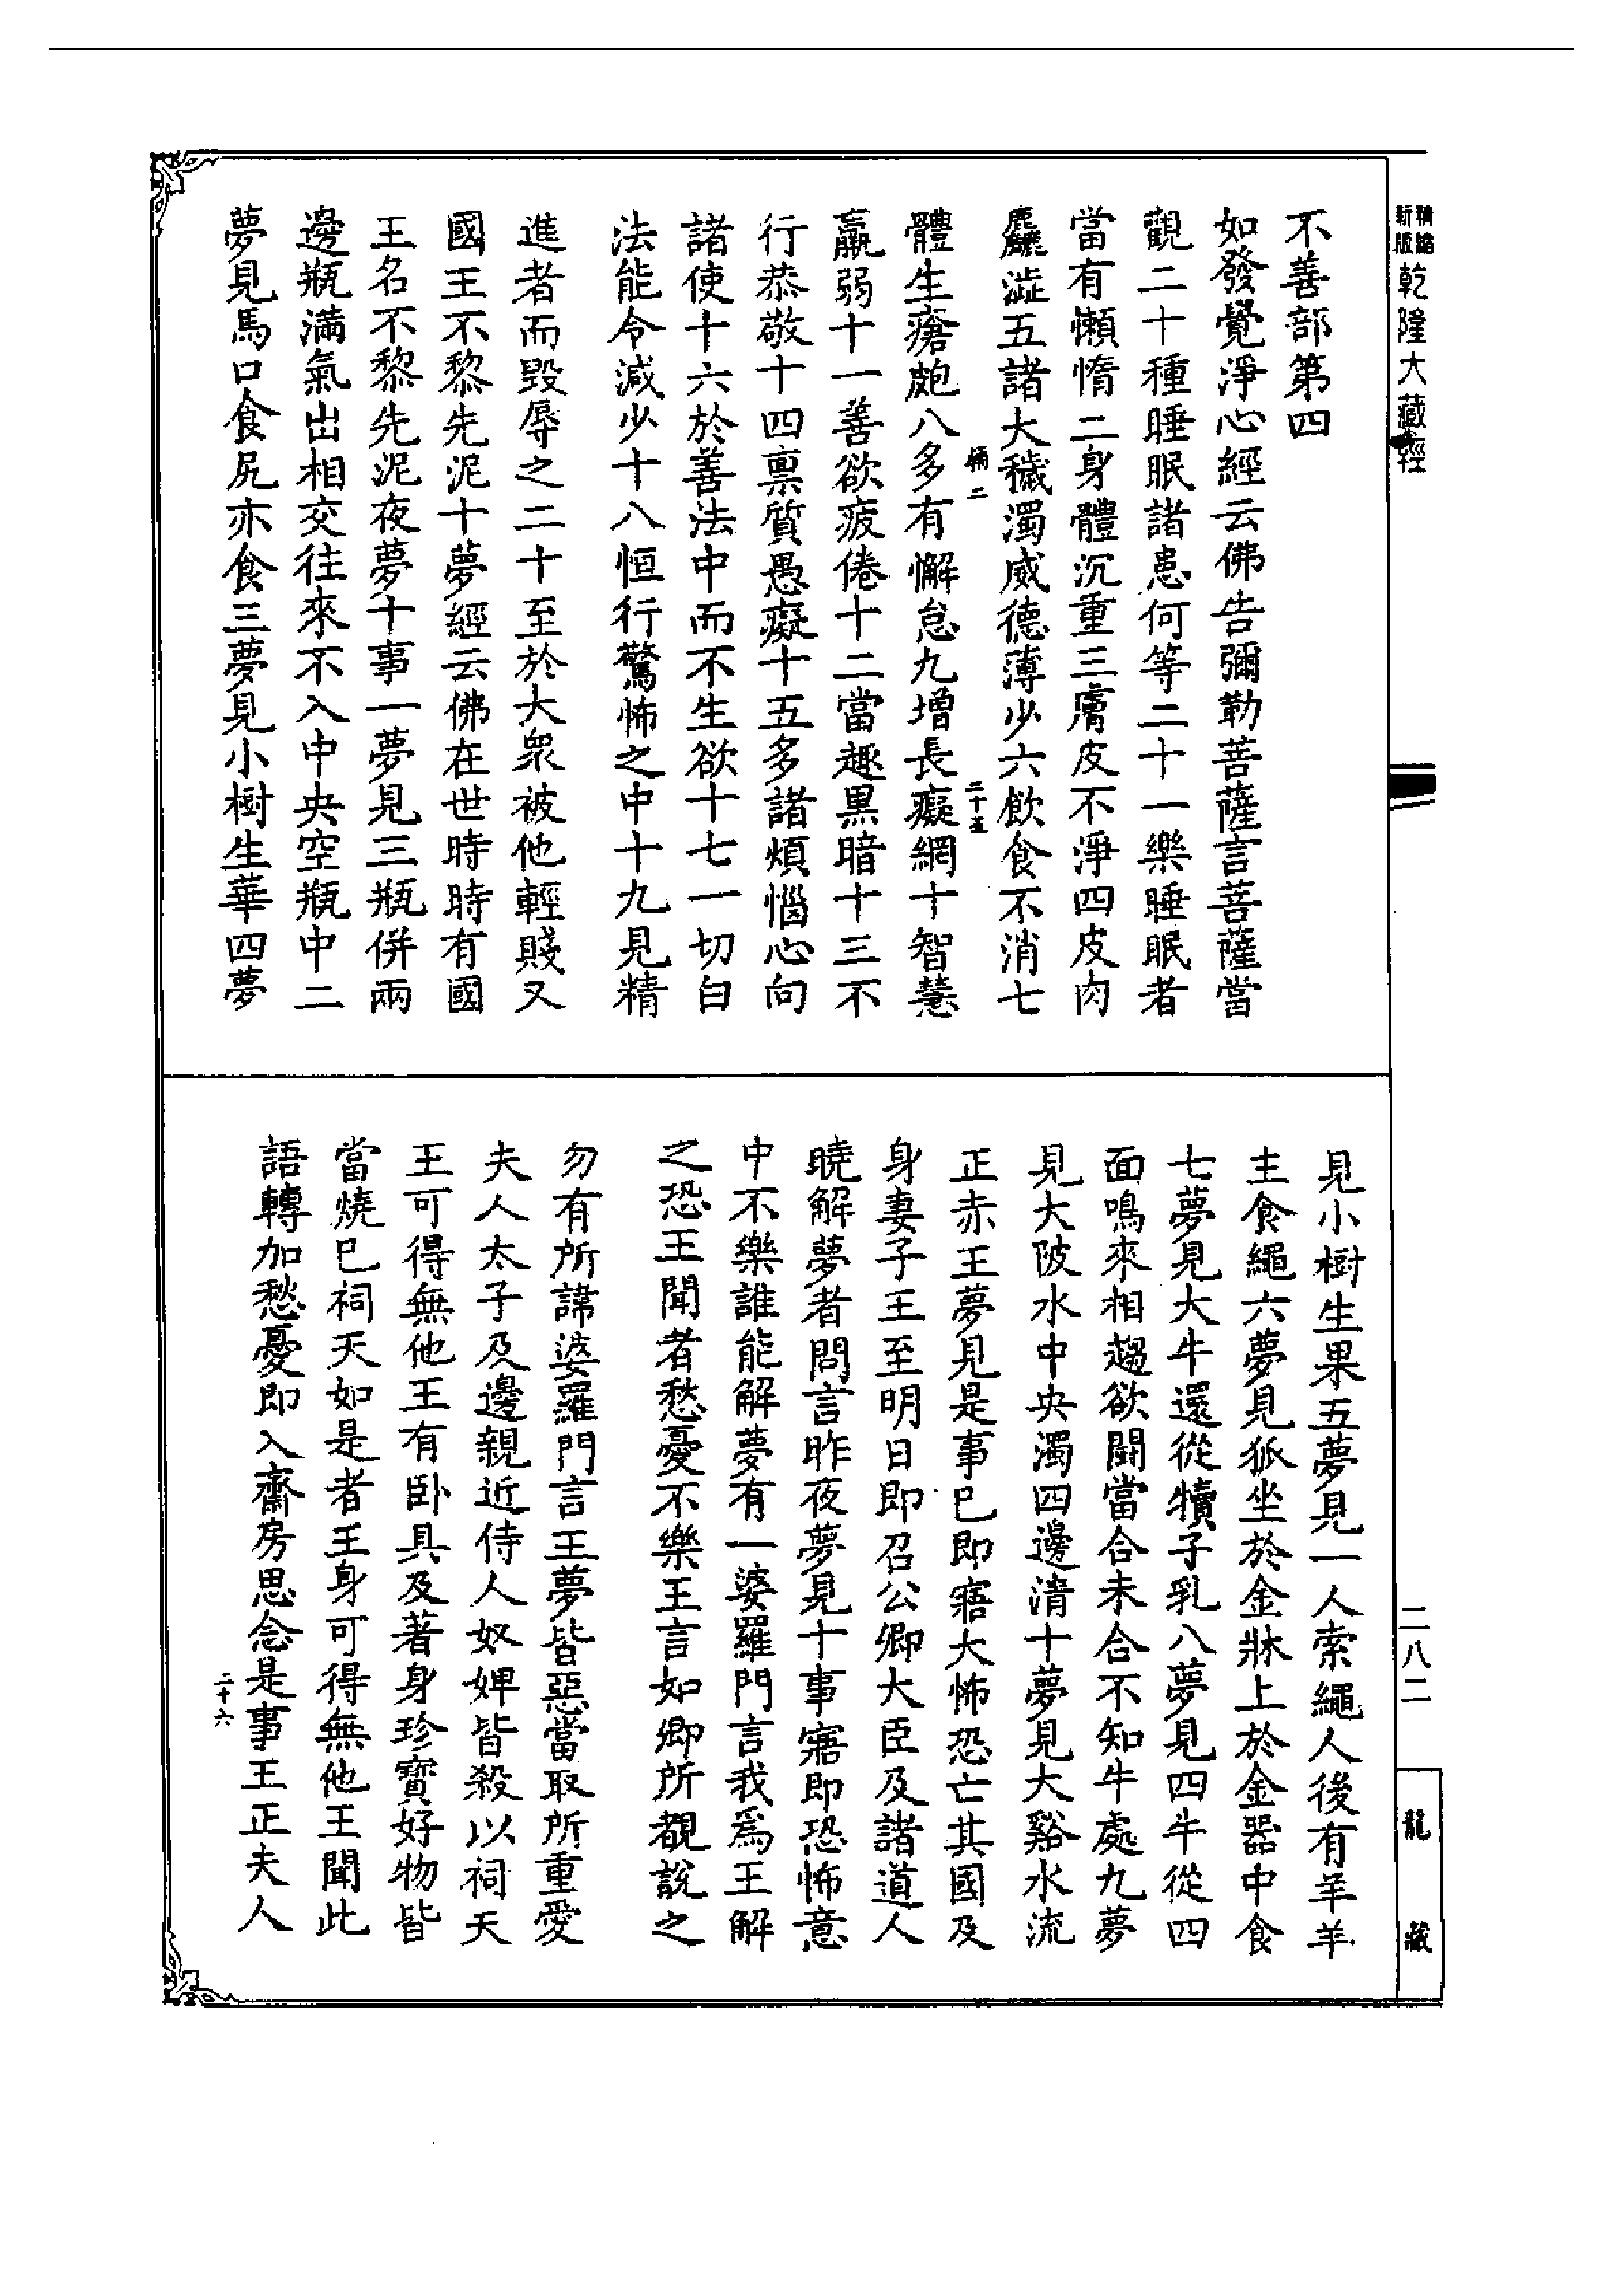 新版精縮乾隆大藏經
不善部第四
如發覺淨心經云佛告彌勒菩薩言菩薩當
觀二十種睡眠諸患何等二十一樂睡眠者
當有懶惰二身體沉重三膚皮不淨四皮肉
麤澁五諸大穢濁威德薄少六飲食不消七
體生瘡皰八多有懈怠九增長癡網十智慧
羸弱十一善欲疲倦十二當趣黑暗十三不
行恭敬十四禀質愚癡十五多諸煩惱心向
諸使十六於善法中而不生欲十七一切白
法能令減少十八恒行驚怖之中十九見精
進者而毀辱之二十至於大衆被他輕賤又
國王不黎先泥十夢經云佛在世時時有國
王名不黎先泥夜夢十事一夢見三瓶併兩
邊瓶滿氣出相交往來不入中央空瓶中二
夢見馬口食尻亦食三夢見小樹生華四夢
二十五
見小樹生果五夢見一人索繩人後有羊羊
主食繩六夢見狐坐於金牀上於金器中食
七夢見大牛還從犢子乳八夢見四牛從四
面鳴來相趨欲鬪當合未合不知牛處九夢
見大陂水中央濁四邊清十夢見大谿水流
正赤王夢見是事已即寤大怖恐亡其國及
身妻子王至明日即召公卿大臣及諸道人
曉解夢者問言昨夜夢見十事寤即恐怖意
中不樂誰能解夢有一婆羅門言我爲王解
之恐王聞者愁憂不樂王言如卿所覩説之
勿有所諱婆羅門言王夢皆惡當取所重愛
夫人太子及邊親近侍人奴婢皆殺以祠天
王可得無他王有卧具及著身珍寶好物皆
當燒已祠天如是者王身可得無他王聞此
語轉加愁憂即入齋房思念是事王正夫人
二十六
二八二
龍藏